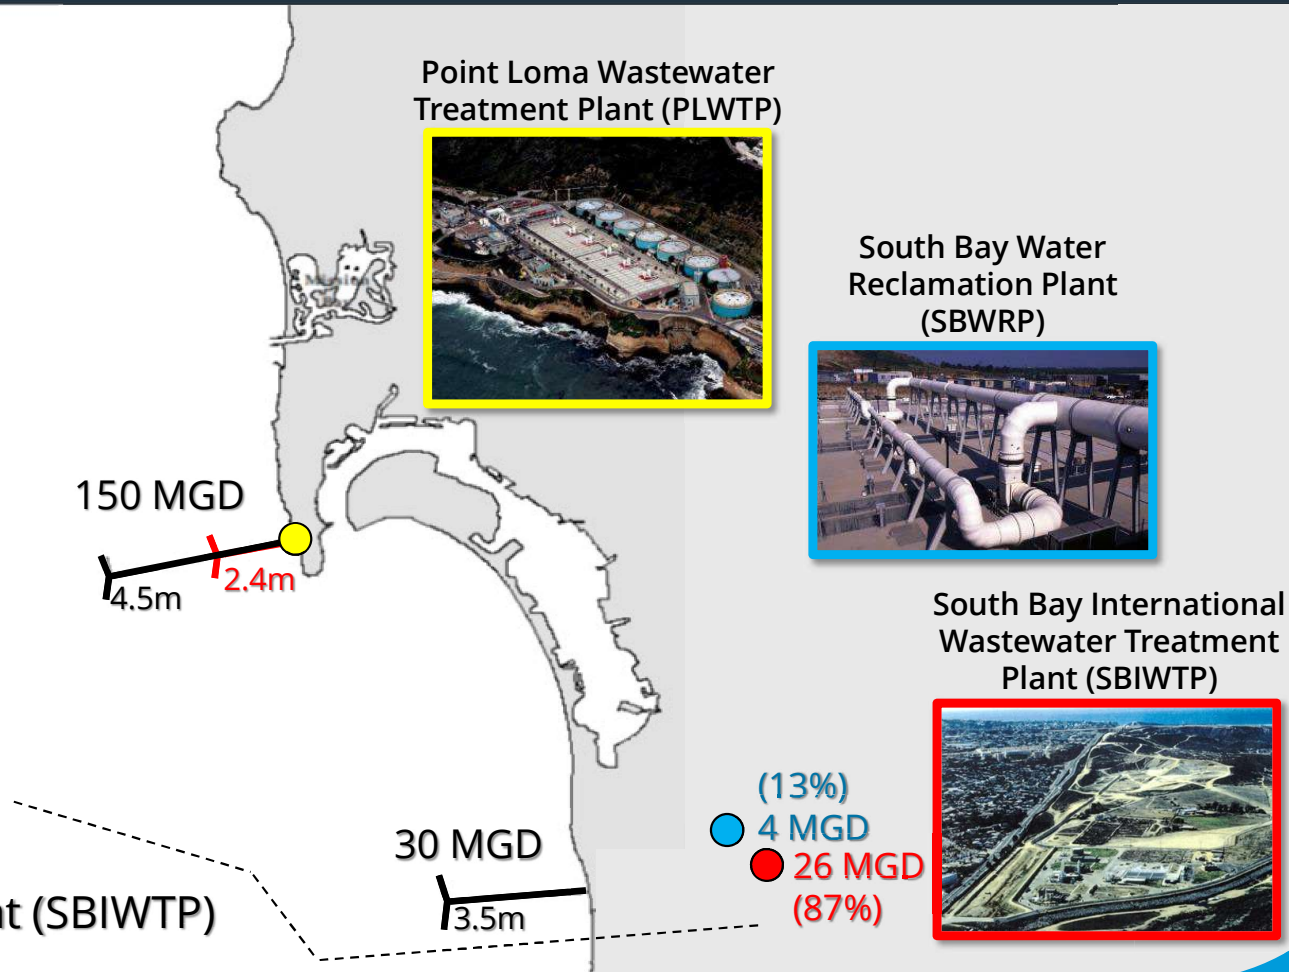 Point Loma Wastewater
Treatment Plant (PLWTP)
South Bay Water
Reclamation Plant
(SBWRP)
150 MGD
2.4m
4.5m
South Bay International
Wastewater Treatment
Plant (SBIWTP)
(13%)
4 MGD
30 MGD
26 MGD
(87%)
3.5m
(SBIWTP)